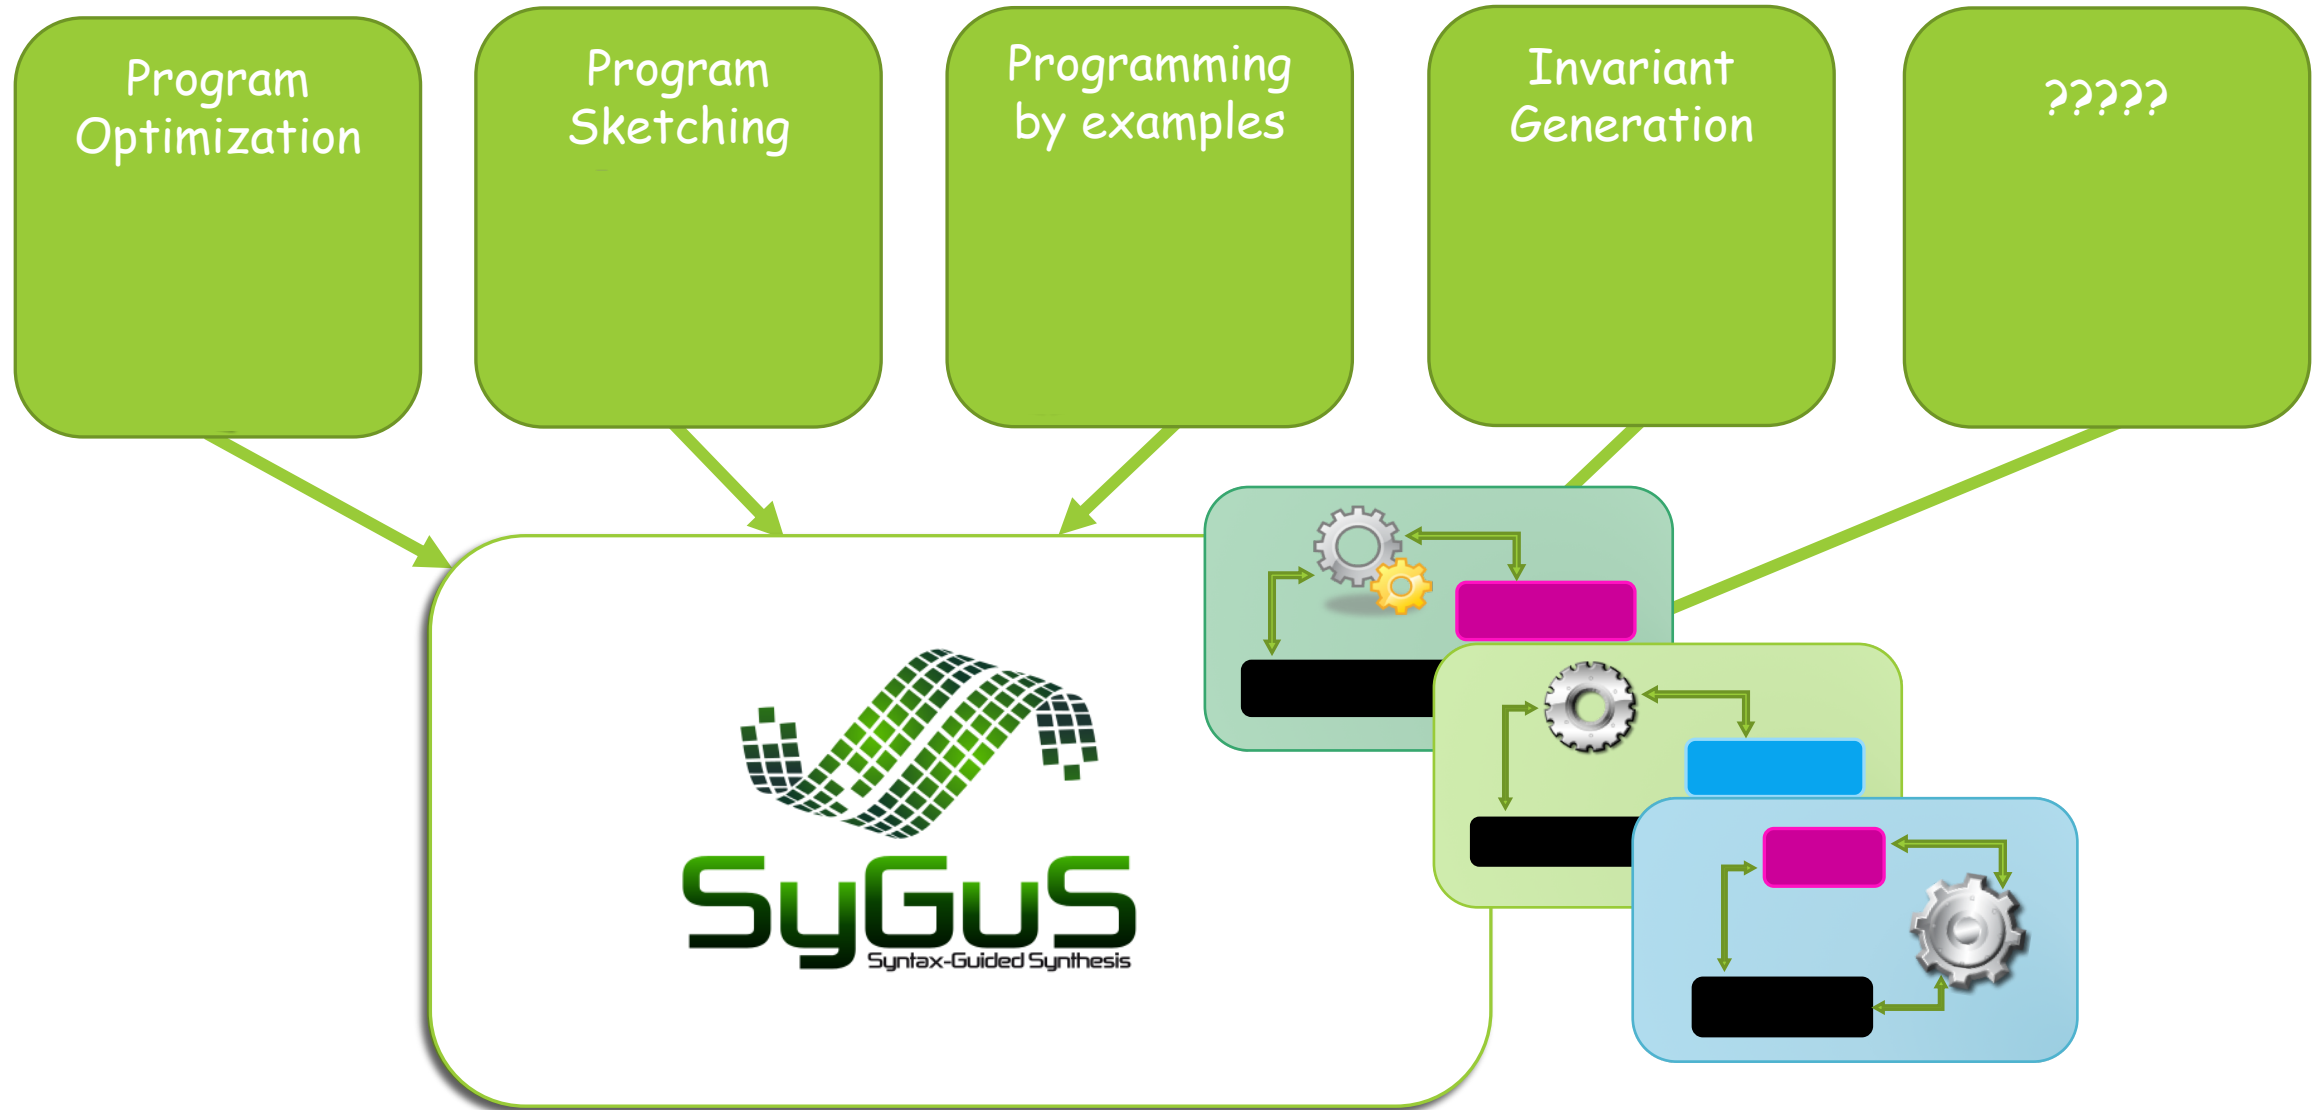 Program
Optimization
Program
Sketching
Programming
by examples
Invariant
Generation
?????
SyGuS
Syntax-Guided Synthesis